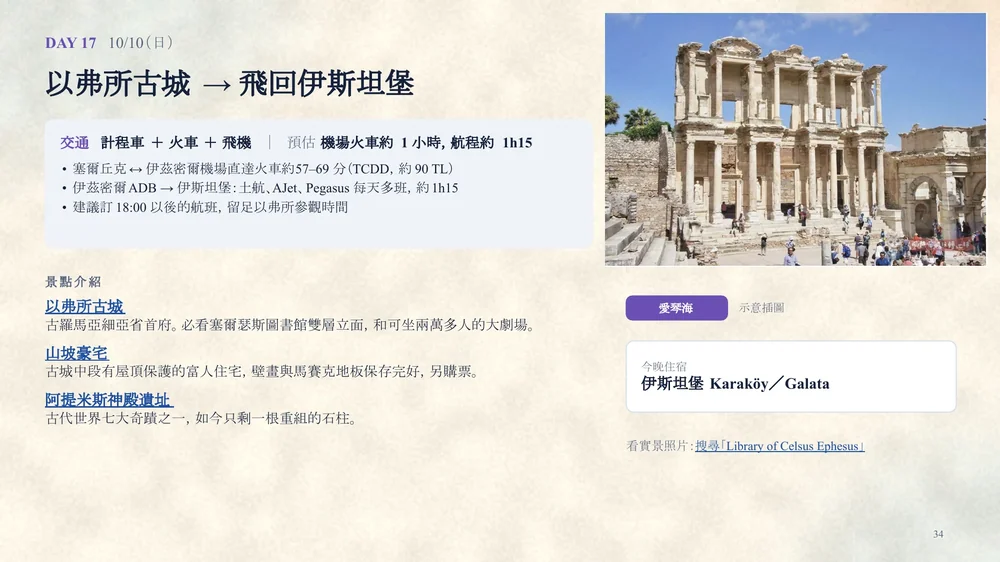 DAY 17 10/10（日）
以弗所古城 → 飛回伊斯坦堡
交通 計程車 ＋ 火車 ＋ 飛機 ｜ 預估 機場火車約 1 小時, 航程約 1h15
• 塞爾丘克 ↔ 伊茲密爾機場直達火車約57–69 分（TCDD, 約 90 TL）
• 伊茲密爾 ADB → 伊斯坦堡：土航、AJet、Pegasus 每天多班, 約 1h15
• 建議訂 18:00 以後的航班, 留足以弗所參觀時間
景點介紹
以弗所古城
古羅馬亞細亞省首府。必看塞爾瑟斯圖書館雙層立面, 和可坐兩萬多人的大劇場。
山坡豪宅
古城中段有屋頂保護的富人住宅, 壁畫與馬賽克地板保存完好, 另購票。
阿提米斯神殿遺址
古代世界七大奇蹟之一, 如今只剩一根重組的石柱。
愛琴海 示意插圖
今晚住宿
伊斯坦堡 Karaköy／Galata
看實景照片：搜尋「Library of Celsus Ephesus」
34